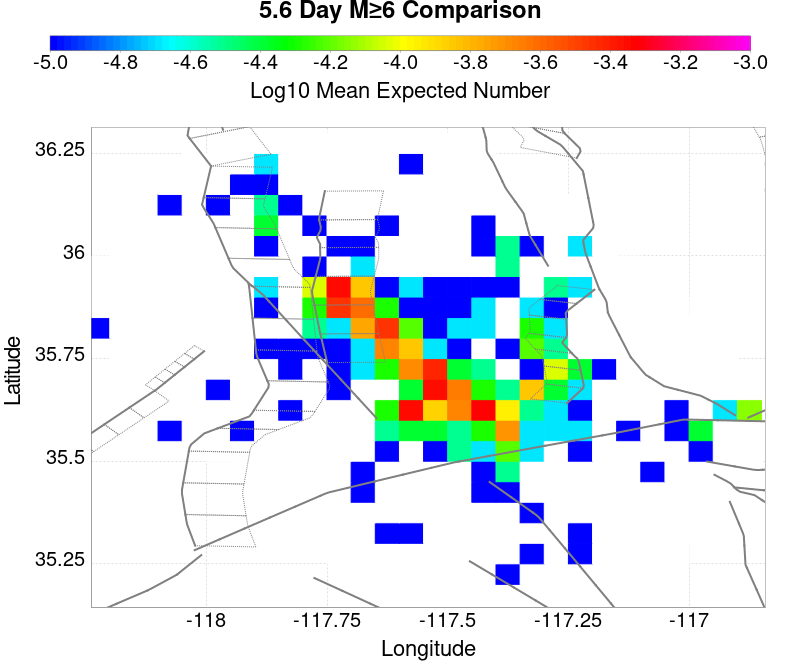 5.6 Day M≥6 Comparison
-5.0 -4.8 -4.6 -4.4 -4.2 -4.0 -3.8 -3.6 -3.4 -3.2 -3.0
Log10 Mean Expected Number
36.25
36
35.75
35.5
35.25
Latitude
-118 -117.75 -117.5 -117.25 -117
Longitude